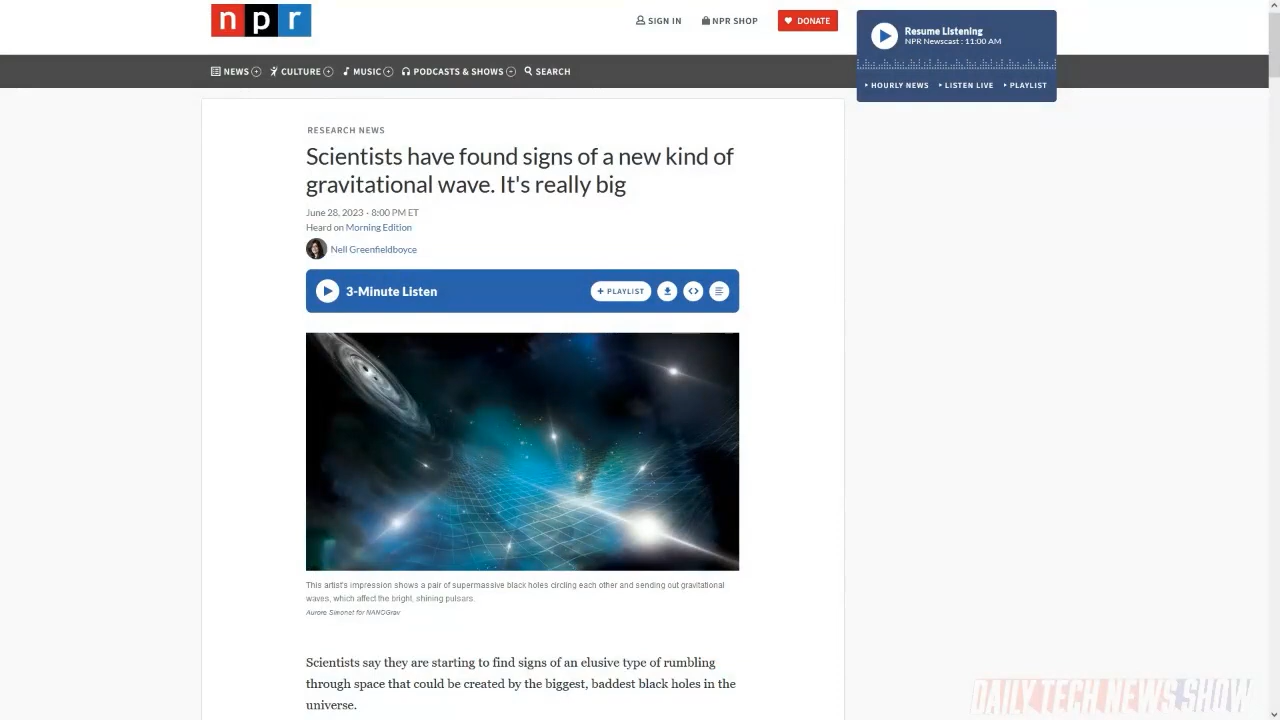 npr
SIGN IN
NPR SHOP
DONATE
Resume Listening
NPR Newscast : 11:00 AM
HOURLY NEWS
LISTEN LIVE
PLAYLIST
NEWS
CULTURE
MUSIC
PODCASTS & SHOWS
SEARCH
RESEARCH NEWS
Scientists have found signs of a new kind of
gravitational wave. It's really big
June 28, 2023 · 8:00 PM ET
Heard on Morning Edition
Nell Greenfieldboyce
3-Minute Listen
+ PLAYLIST
This artist's impression shows a pair of supermassive black holes circling each other and sending out gravitational
waves, which affect the bright, shining pulsars.
Aurore Simonet for NANOGrav
Scientists say they are starting to find signs of an elusive type of rumbling
through space that could be created by the biggest, baddest black holes in the
universe.
DAILY TECH NEWS SHOW